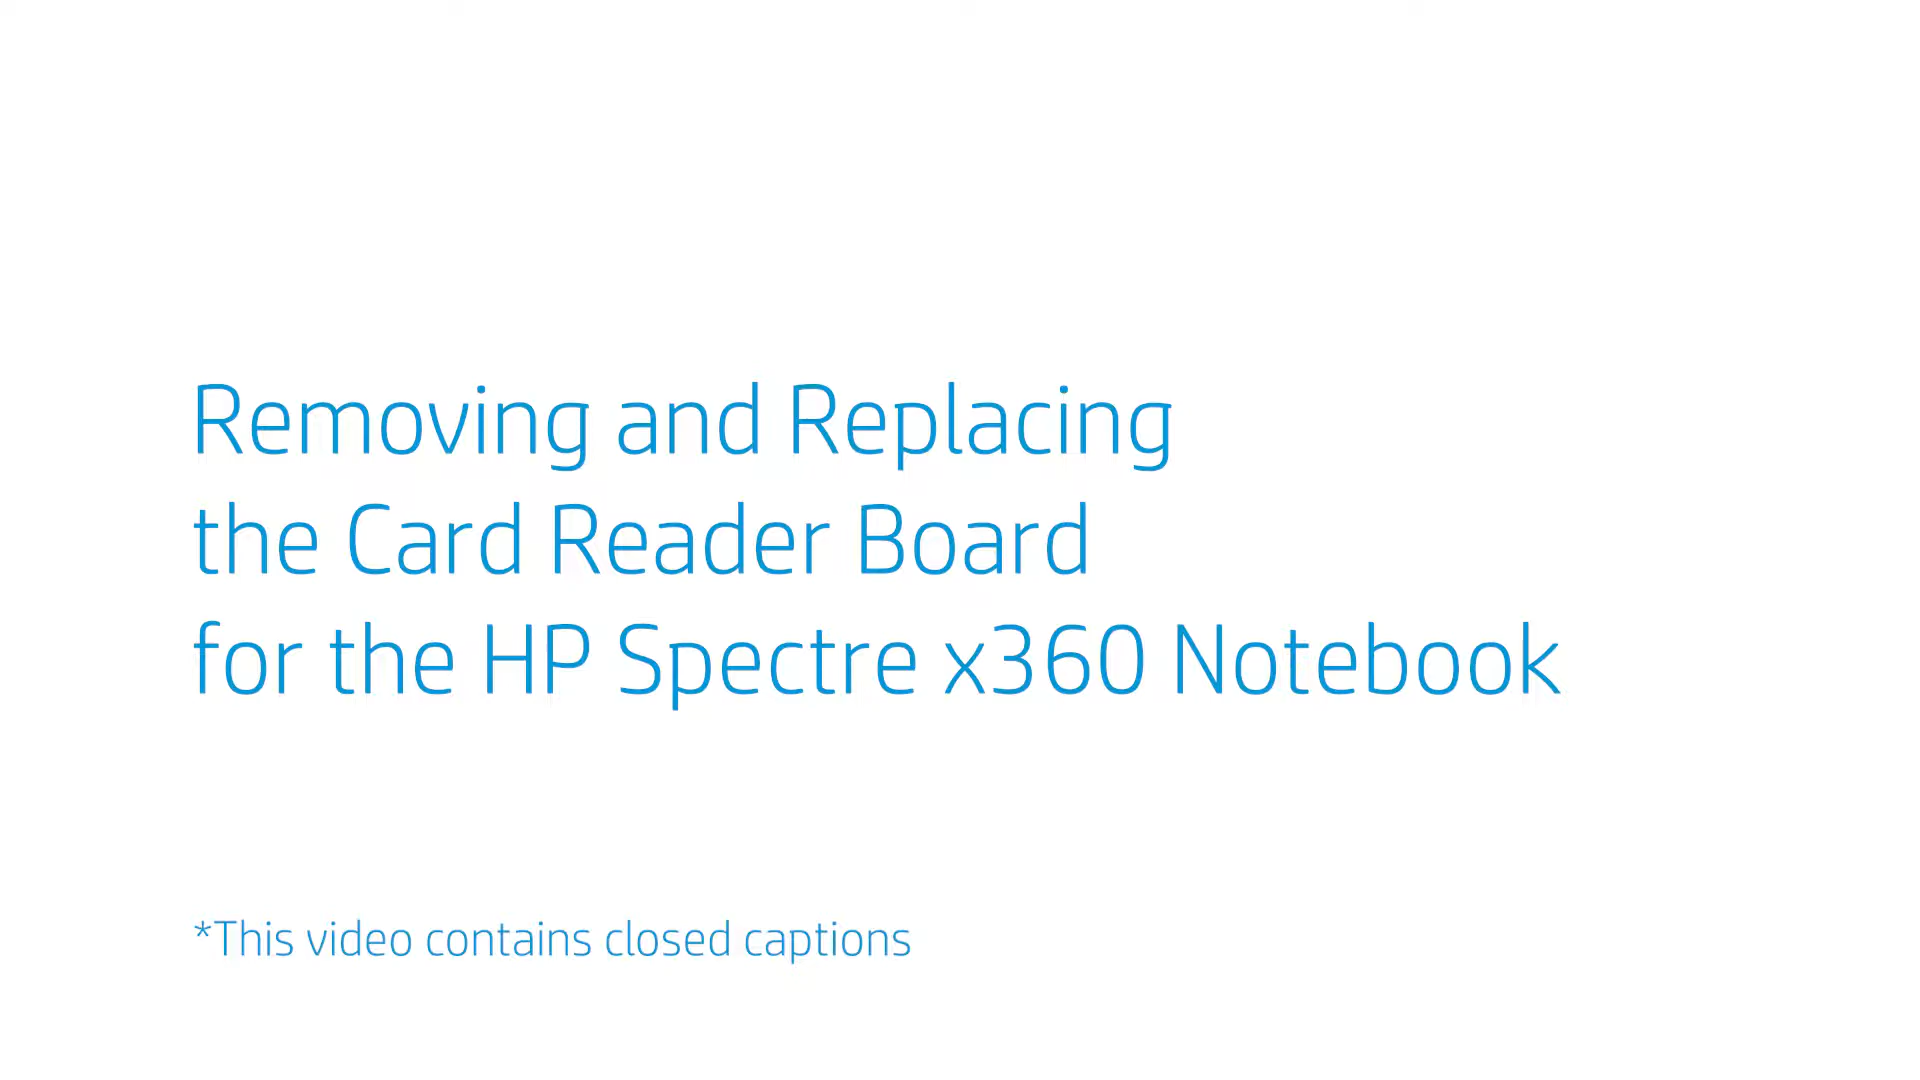 Removing and Replacing
the Card Reader Board
for the HP Spectre x360 Notebook
*This video contains closed captions